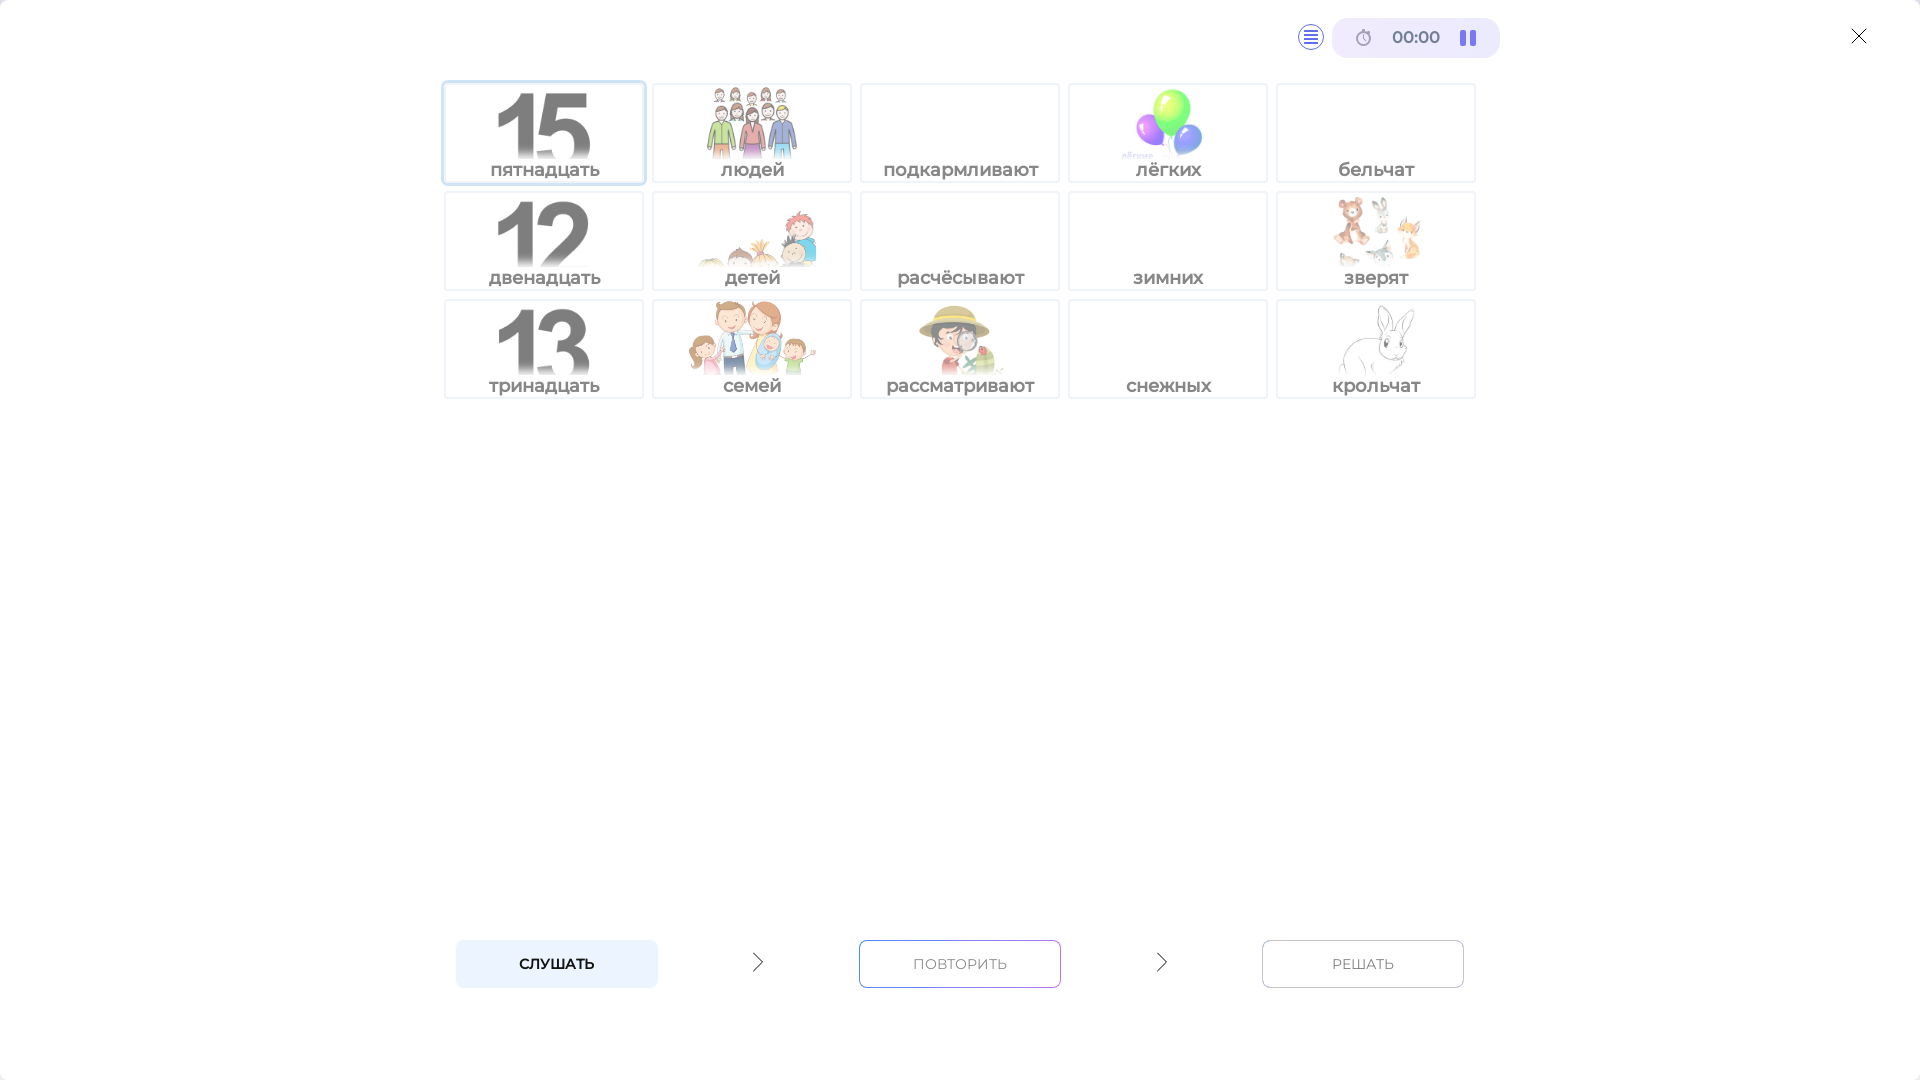 00:00
15
пятнадцать
людей
подкармливают
лёгких
бельчат
12
двенадцать
детей
расчёсывают
зимних
зверят
13
тринадцать
семей
рассматривают
снежных
крольчат
СЛУШАТЬ
ПОВТОРИТЬ
РЕШАТЬ